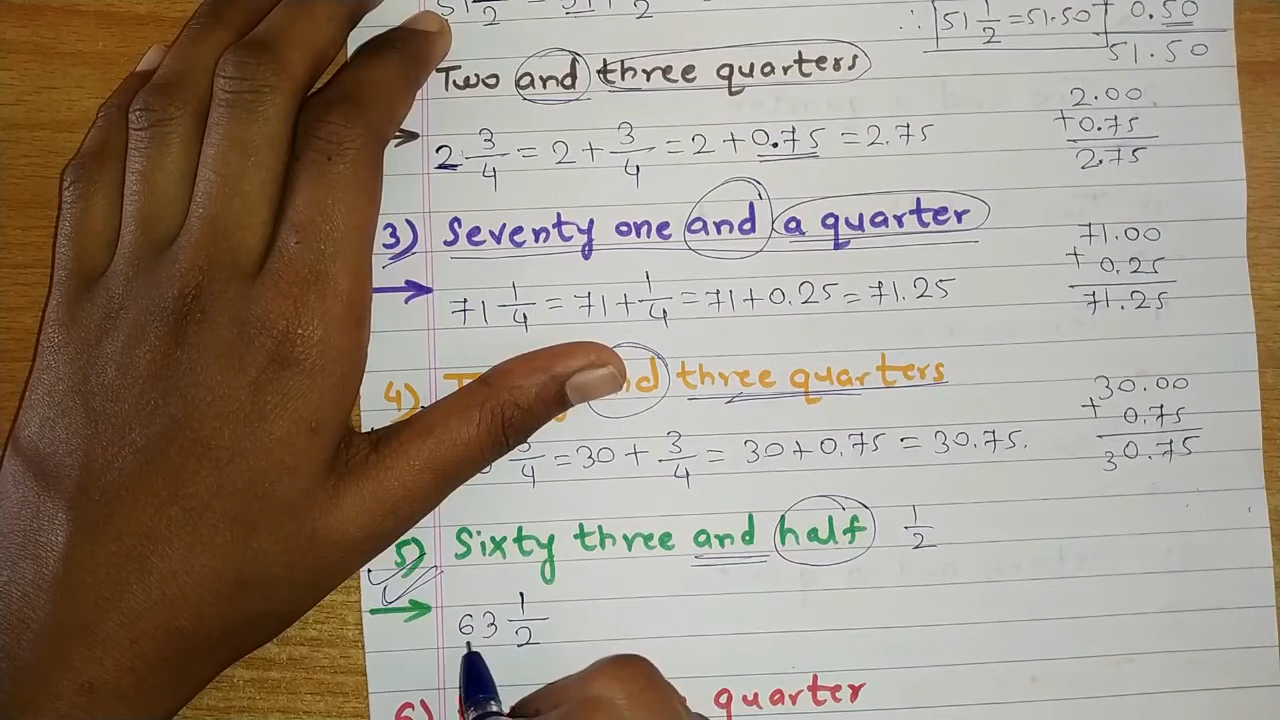 51 1/2 = 51.50
+ 0.50
51.50
Two and three quarters
2 3/4 = 2 + 3/4 = 2 + 0.75 = 2.75
2.00
+0.75
2.75
3) Seventy one and a quarter
71 1/4 = 71 + 1/4 = 71 + 0.25 = 71.25
71.00
+ 0.25
71.25
4) three quarters
3/4 = 30 + 3/4 = 30 + 0.75 = 30.75.
30.00
+ 0.75
30.75
5) Sixty three and half 1/2
63 1/2
6) quarter